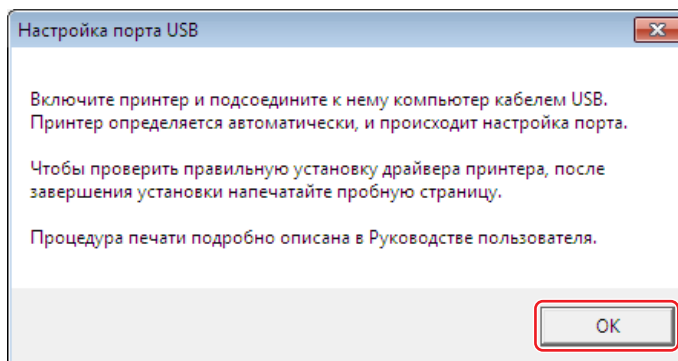 Настройка порта USB
Включите принтер и подсоедините к нему компьютер кабелем USB.
Принтер определяется автоматически, и происходит настройка порта.
Чтобы проверить правильную установку драйвера принтера, после
завершения установки напечатайте пробную страницу.
Процедура печати подробно описана в Руководстве пользователя.
OK